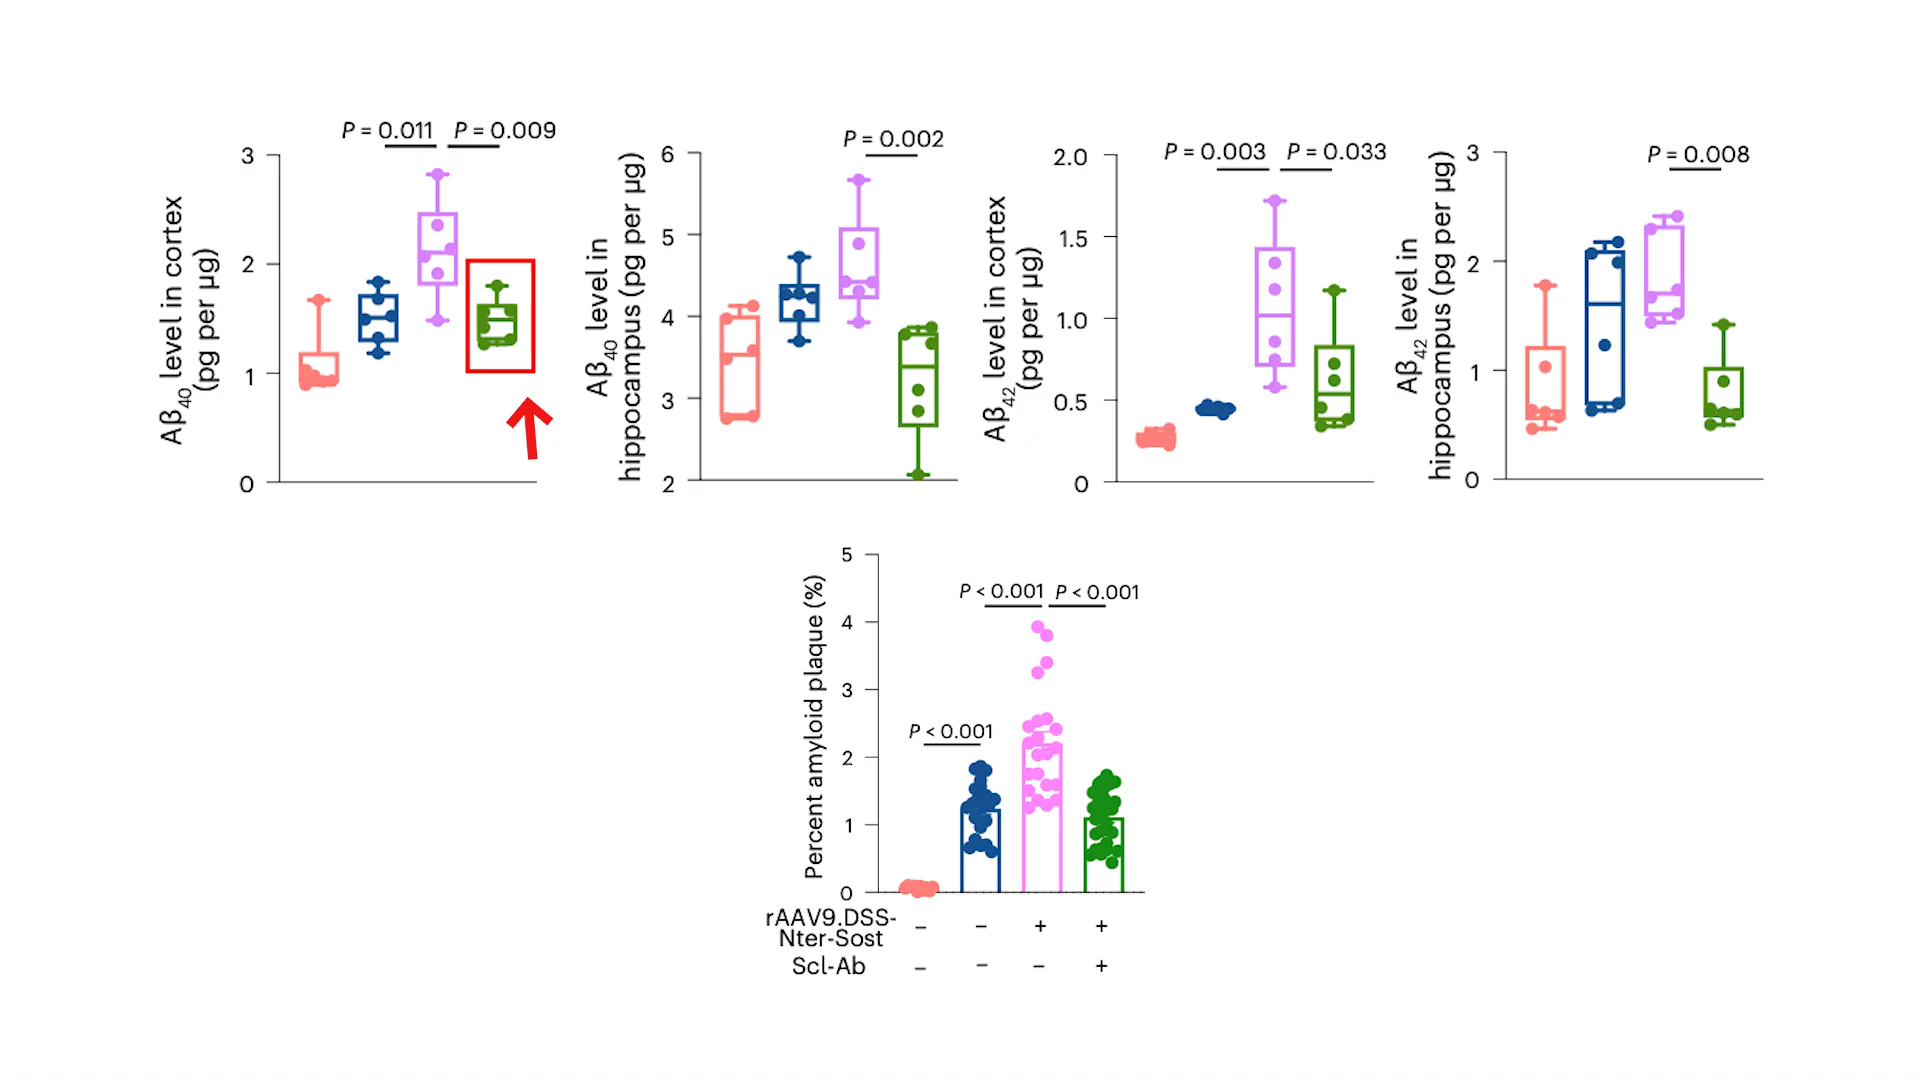 P = 0.011 P = 0.009
3
2
1
0
Aβ40 level in cortex
(pg per µg)
P = 0.002
6
5
4
3
2
Aβ40 level in
hippocampus (pg per µg)
P = 0.003 P = 0.033
2.0
1.5
1.0
0.5
0
Aβ42 level in cortex
(pg per µg)
P = 0.008
3
2
1
0
Aβ42 level in
hippocampus (pg per µg)
5
4
3
2
1
0
Percent amyloid plaque (%)
P < 0.001 P < 0.001
P < 0.001
rAAV9.DSS-
Nter-Sost − − + +
Scl-Ab − − − +